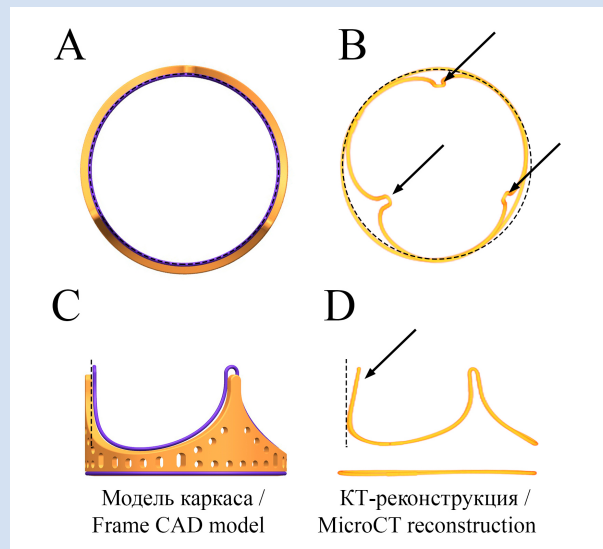 A
B
C
D
Модель каркаса /
Frame CAD model
КТ-реконструкция /
MicroCT reconstruction